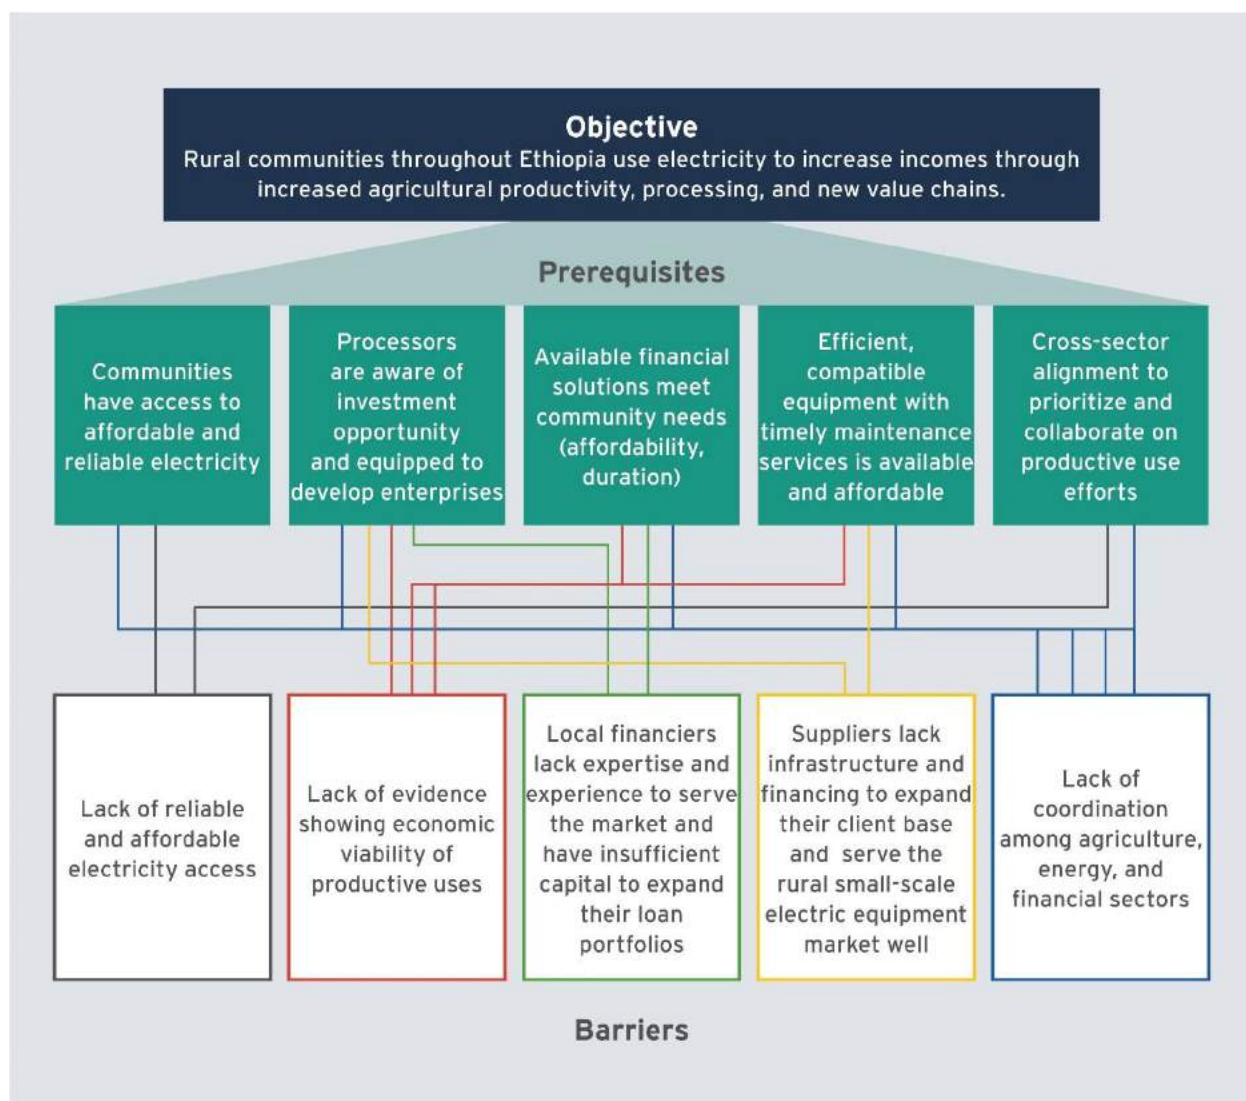 Objective
Rural communities throughout Ethiopia use electricity to increase incomes through
increased agricultural productivity, processing, and new value chains.
Prerequisites
Communities
have access to
affordable and
reliable electricity
Processors
are aware of
investment
opportunity
and equipped to
develop enterprises
Available financial
solutions meet
community needs
(affordability,
duration)
Efficient,
compatible
equipment with
timely maintenance
services is available
and affordable
Cross-sector
alignment to
prioritize and
collaborate on
productive use
efforts
Lack of reliable
and affordable
electricity access
Lack of evidence
showing economic
viability of
productive uses
Local financiers
lack expertise and
experience to serve
the market and
have insufficient
capital to expand
their loan
portfolios
Suppliers lack
infrastructure and
financing to expand
their client base
and serve the
rural small-scale
electric equipment
market well
Lack of
coordination
among agriculture,
energy, and
financial sectors
Barriers